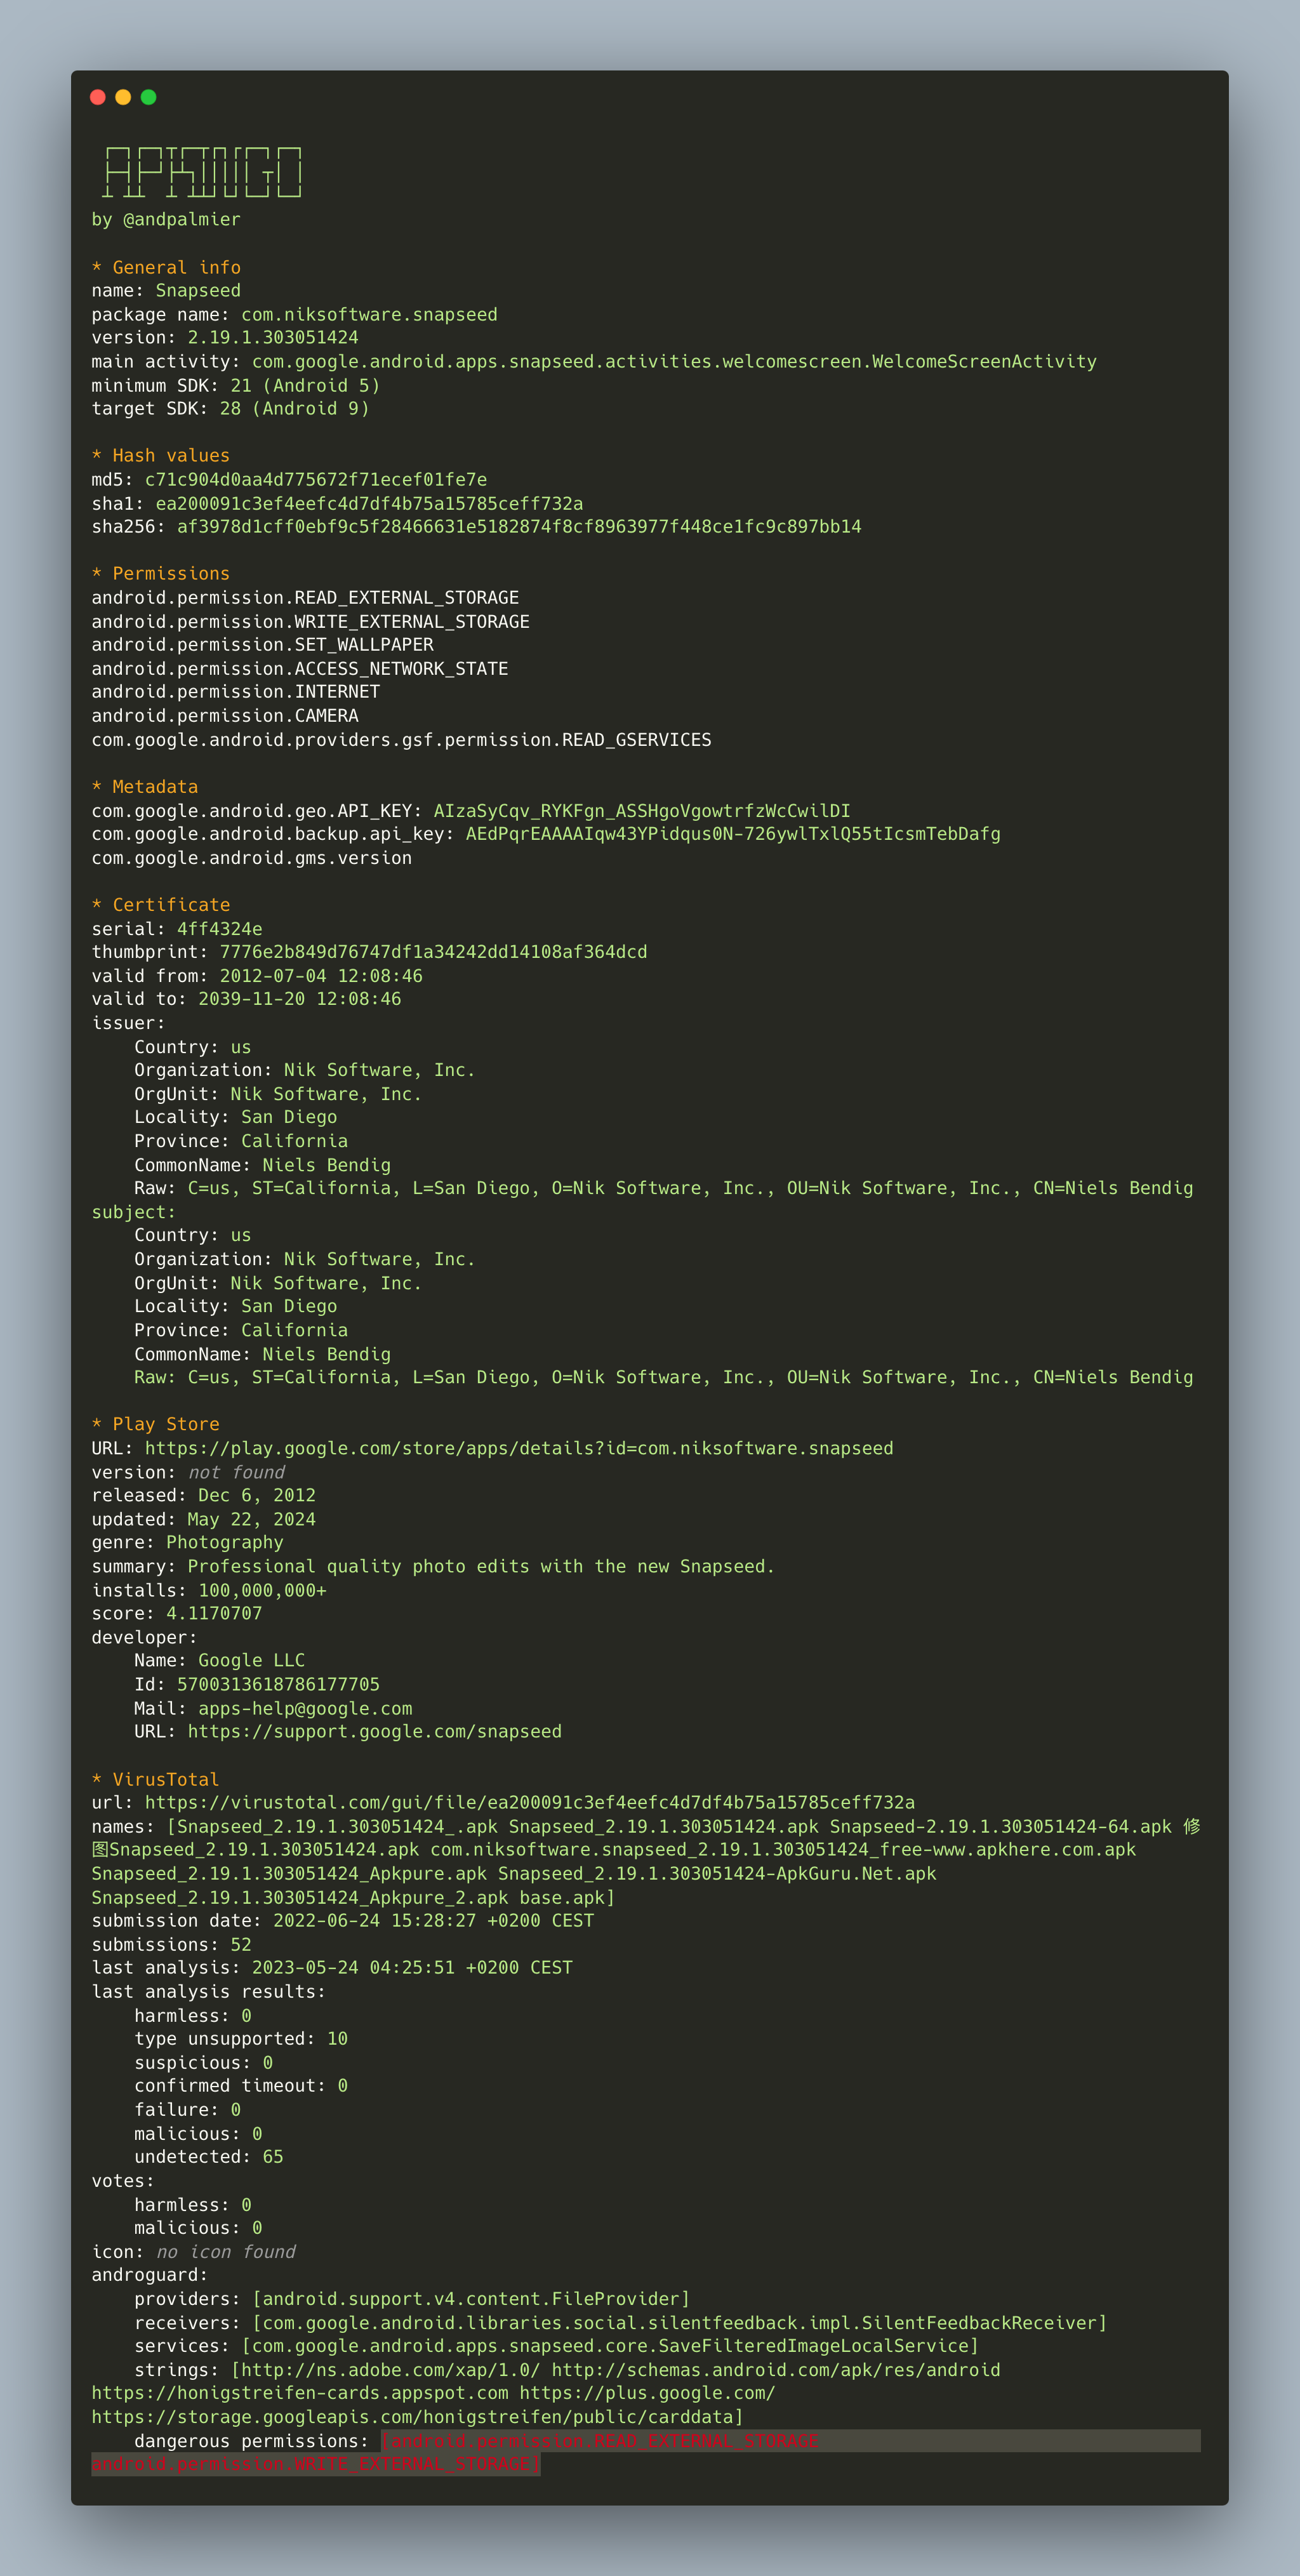 by @andpalmier
* General info
name: Snapseed
package name: com.niksoftware.snapseed
version: 2.19.1.303051424
main activity: com.google.android.apps.snapseed.activities.welcomescreen.WelcomeScreenActivity
minimum SDK: 21 (Android 5)
target SDK: 28 (Android 9)
* Hash values
md5: c71c904d0aa4d775672f71ecef01fe7e
sha1: ea200091c3ef4eefc4d7df4b75a15785ceff732a
sha256: af3978d1cff0ebf9c5f28466631e5182874f8cf8963977f448ce1fc9c897bb14
* Permissions
android.permission.READ_EXTERNAL_STORAGE
android.permission.WRITE_EXTERNAL_STORAGE
android.permission.SET_WALLPAPER
android.permission.ACCESS_NETWORK_STATE
android.permission.INTERNET
android.permission.CAMERA
com.google.android.providers.gsf.permission.READ_GSERVICES
* Metadata
com.google.android.geo.API_KEY: AIzaSyCqv_RYKFgn_ASSHgoVgowtrfzWcCwilDI
com.google.android.backup.api_key: AEdPqrEAAAAIqw43YPidqus0N-726ywlTxlQ55tIcsmTebDafg
com.google.android.gms.version
* Certificate
serial: 4ff4324e
thumbprint: 7776e2b849d76747df1a34242dd14108af364dcd
valid from: 2012-07-04 12:08:46
valid to: 2039-11-20 12:08:46
issuer:
Country: us
Organization: Nik Software, Inc.
OrgUnit: Nik Software, Inc.
Locality: San Diego
Province: California
CommonName: Niels Bendig
Raw: C=us, ST=California, L=San Diego, O=Nik Software, Inc., OU=Nik Software, Inc., CN=Niels Bendig
subject:
Country: us
Organization: Nik Software, Inc.
OrgUnit: Nik Software, Inc.
Locality: San Diego
Province: California
CommonName: Niels Bendig
Raw: C=us, ST=California, L=San Diego, O=Nik Software, Inc., OU=Nik Software, Inc., CN=Niels Bendig
* Play Store
URL: https://play.google.com/store/apps/details?id=com.niksoftware.snapseed
version: not found
released: Dec 6, 2012
updated: May 22, 2024
genre: Photography
summary: Professional quality photo edits with the new Snapseed.
installs: 100,000,000+
score: 4.1170707
developer:
Name: Google LLC
Id: 5700313618786177705
Mail: apps-help@google.com
URL: https://support.google.com/snapseed
* VirusTotal
url: https://virustotal.com/gui/file/ea200091c3ef4eefc4d7df4b75a15785ceff732a
names: [Snapseed_2.19.1.303051424_.apk Snapseed_2.19.1.303051424.apk Snapseed-2.19.1.303051424-64.apk 修
图Snapseed_2.19.1.303051424.apk com.niksoftware.snapseed_2.19.1.303051424_free-www.apkhere.com.apk
Snapseed_2.19.1.303051424_Apkpure.apk Snapseed_2.19.1.303051424-ApkGuru.Net.apk
Snapseed_2.19.1.303051424_Apkpure_2.apk base.apk]
submission date: 2022-06-24 15:28:27 +0200 CEST
submissions: 52
last analysis: 2023-05-24 04:25:51 +0200 CEST
last analysis results:
harmless: 0
type unsupported: 10
suspicious: 0
confirmed timeout: 0
failure: 0
malicious: 0
undetected: 65
votes:
harmless: 0
malicious: 0
icon: no icon found
androguard:
providers: [android.support.v4.content.FileProvider]
receivers: [com.google.android.libraries.social.silentfeedback.impl.SilentFeedbackReceiver]
services: [com.google.android.apps.snapseed.core.SaveFilteredImageLocalService]
strings: [http://ns.adobe.com/xap/1.0/ http://schemas.android.com/apk/res/android
https://honigstreifen-cards.appspot.com https://plus.google.com/
https://storage.googleapis.com/honigstreifen/public/carddata]
dangerous permissions: [android.permission.READ_EXTERNAL_STORAGE
android.permission.WRITE_EXTERNAL_STORAGE]